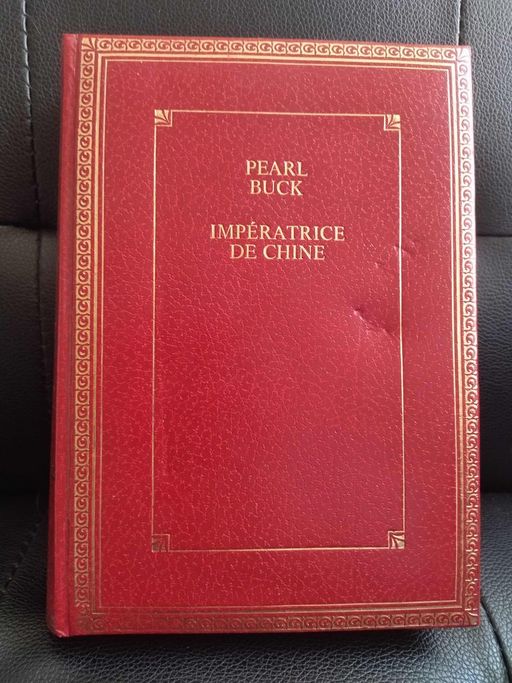 PEARL
BUCK
IMPÉRATRICE
DE CHINE